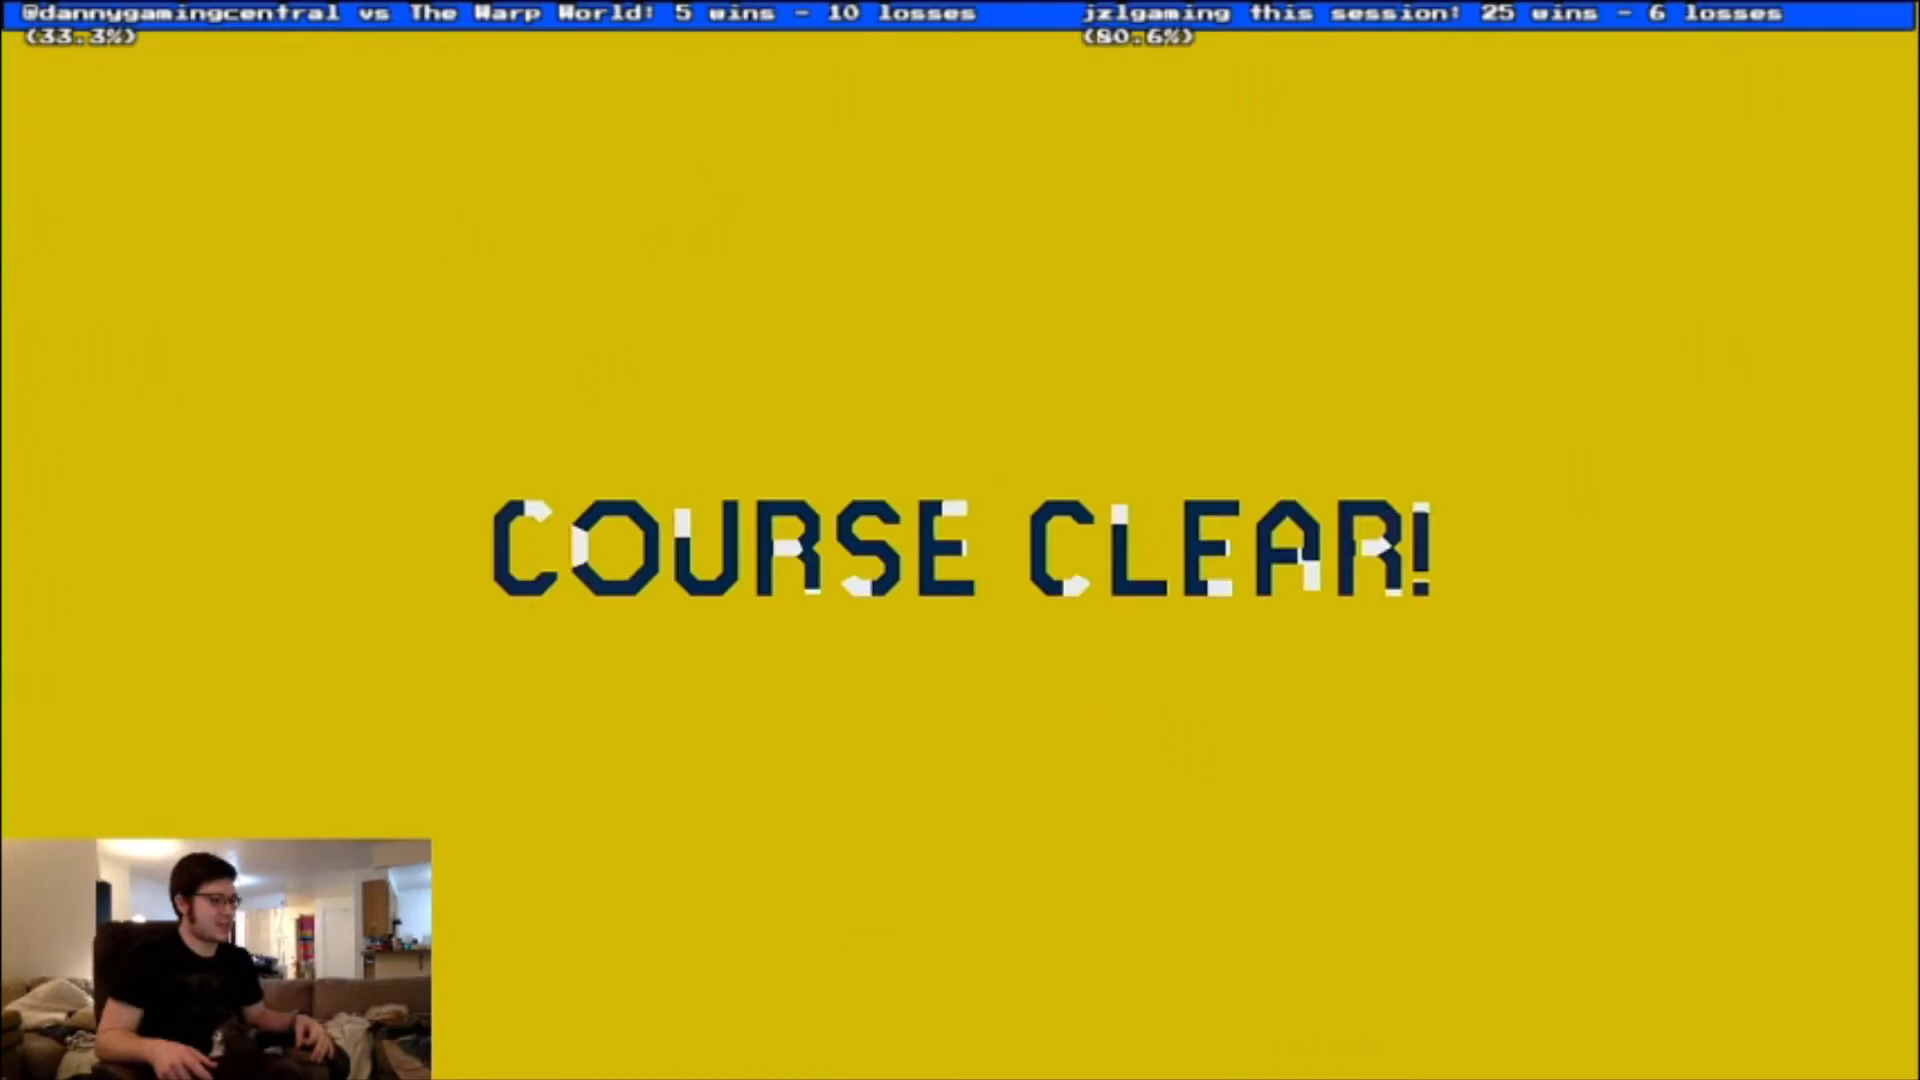 @dannygamingcentral vs The Warp World: 5 wins - 10 losses
(33.3%)
jzlgaming this session: 25 wins - 6 losses
(80.6%)
COURSE CLEAR!